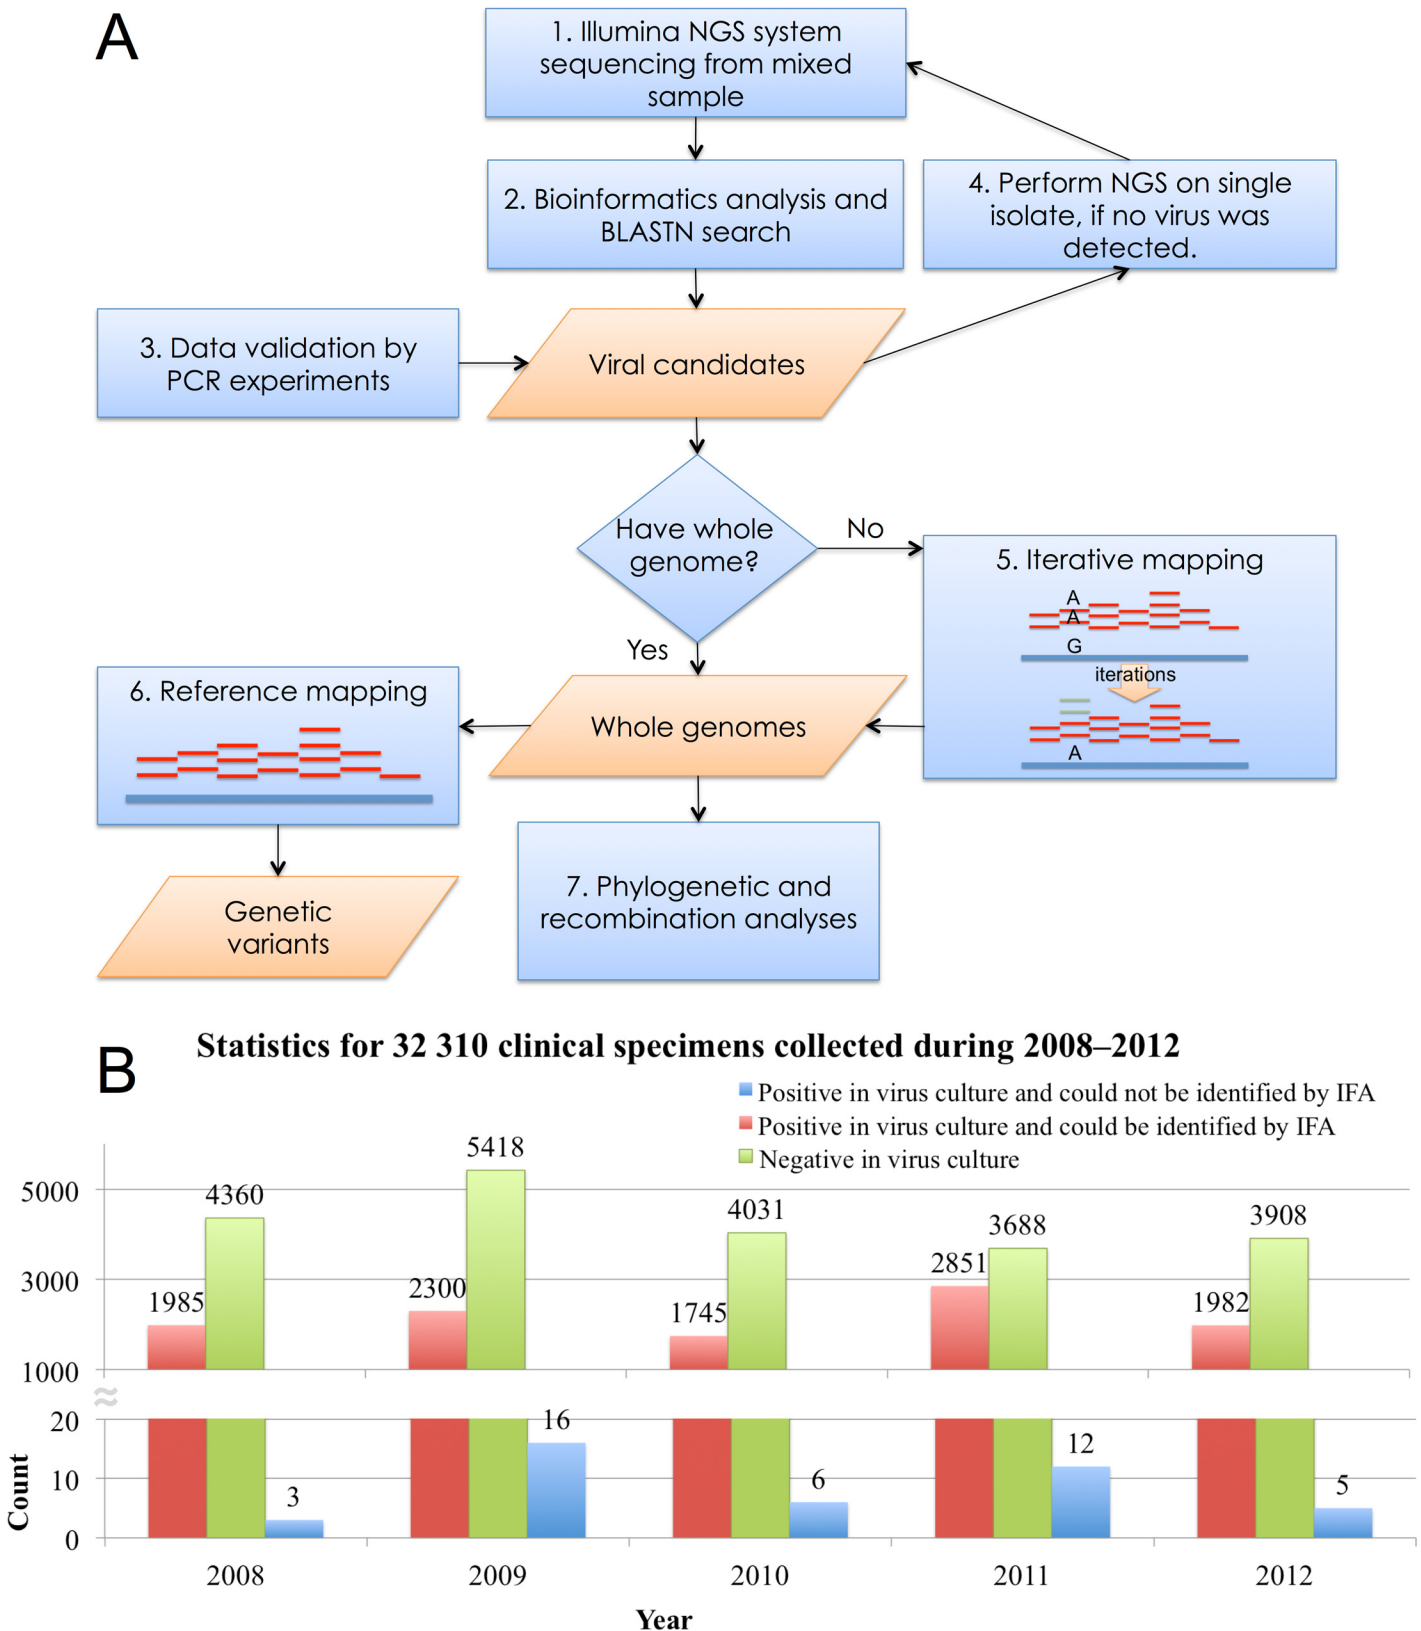 A
1. Illumina NGS system
sequencing from mixed
sample
2. Bioinformatics analysis and
BLASTN search
4. Perform NGS on single
isolate, if no virus was
detected.
3. Data validation by
PCR experiments
Viral candidates
Have whole
genome?
No
Yes
5. Iterative mapping
A
A
G
iterations
A
6. Reference mapping
Whole genomes
Genetic
variants
7. Phylogenetic and
recombination analyses
B
Statistics for 32 310 clinical specimens collected during 2008–2012
Positive in virus culture and could not be identified by IFA
Positive in virus culture and could be identified by IFA
Negative in virus culture
5000
3000
1000
1985
4360
2300
5418
1745
4031
2851
3688
1982
3908
20
10
0
3
16
6
12
5
Count
2008
2009
2010
2011
2012
Year